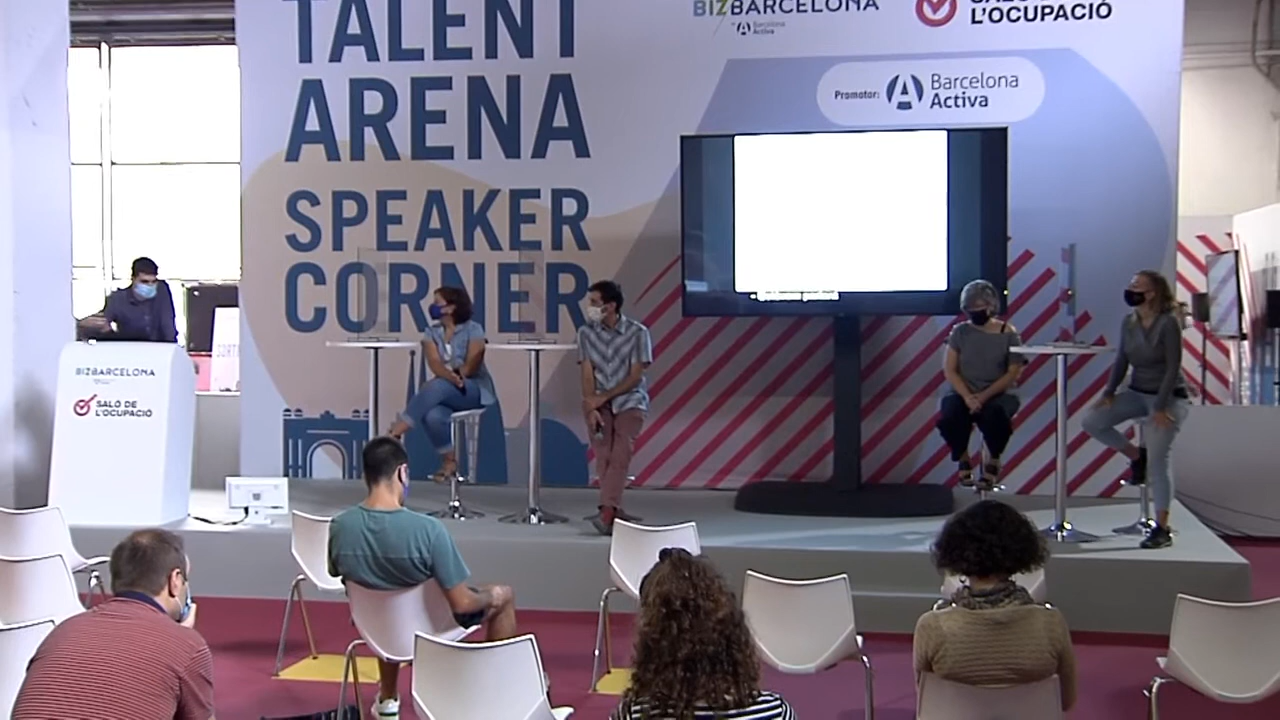 TALENT
ARENA
SPEAKER
CORNER
BIZBARCELONA
Barcelona
Activa
SALÓ DE
L'OCUPACIÓ
Promotor:
Barcelona
Activa
BIZBARCELONA
SALÓ DE
L'OCUPACIÓ